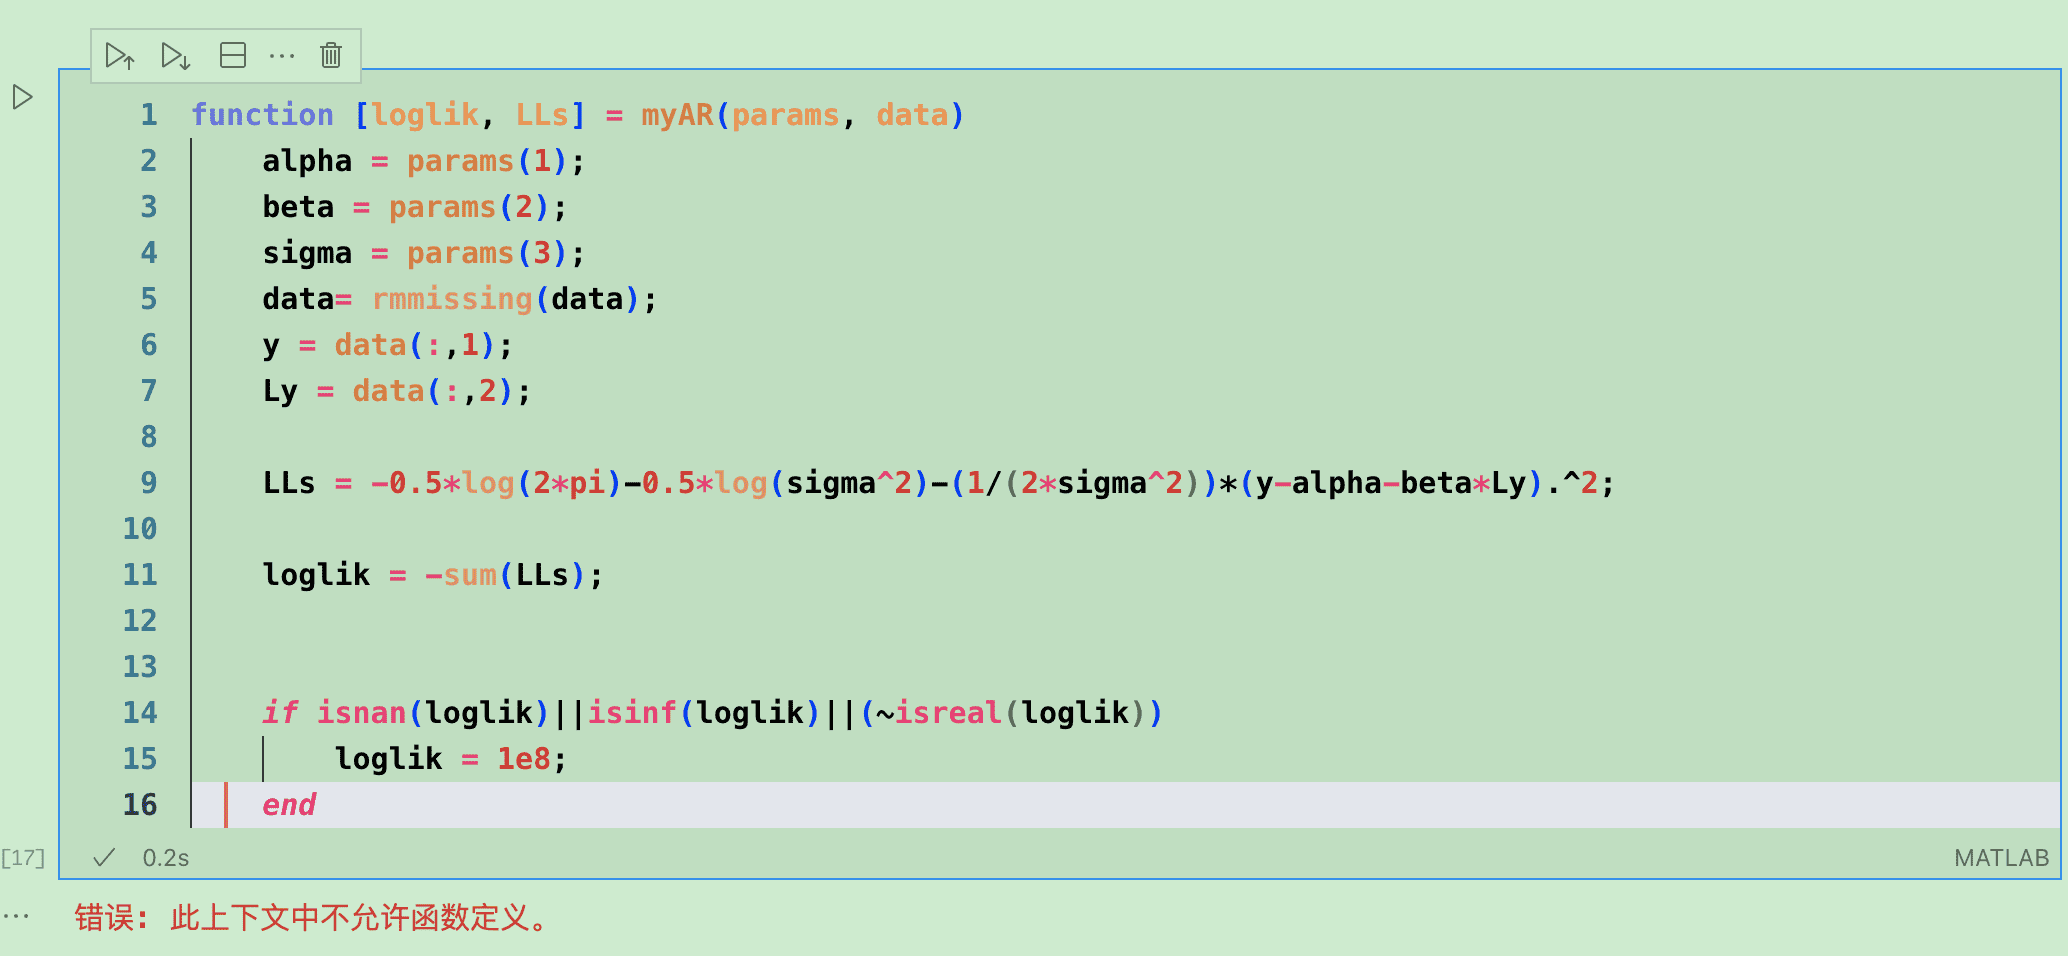 1 function [loglik, LLs] = myAR(params, data)
2 alpha = params(1);
3 beta = params(2);
4 sigma = params(3);
5 data= rmmissing(data);
6 y = data(:,1);
7 Ly = data(:,2);
8
9 LLs = -0.5*log(2*pi)-0.5*log(sigma^2)-(1/(2*sigma^2))*(y-alpha-beta*Ly).^2;
10
11 loglik = -sum(LLs);
12
13
14 if isnan(loglik)||isinf(loglik)||(~isreal(loglik))
15 loglik = 1e8;
16 end
[17] 0.2s MATLAB
错误: 此上下文中不允许函数定义。